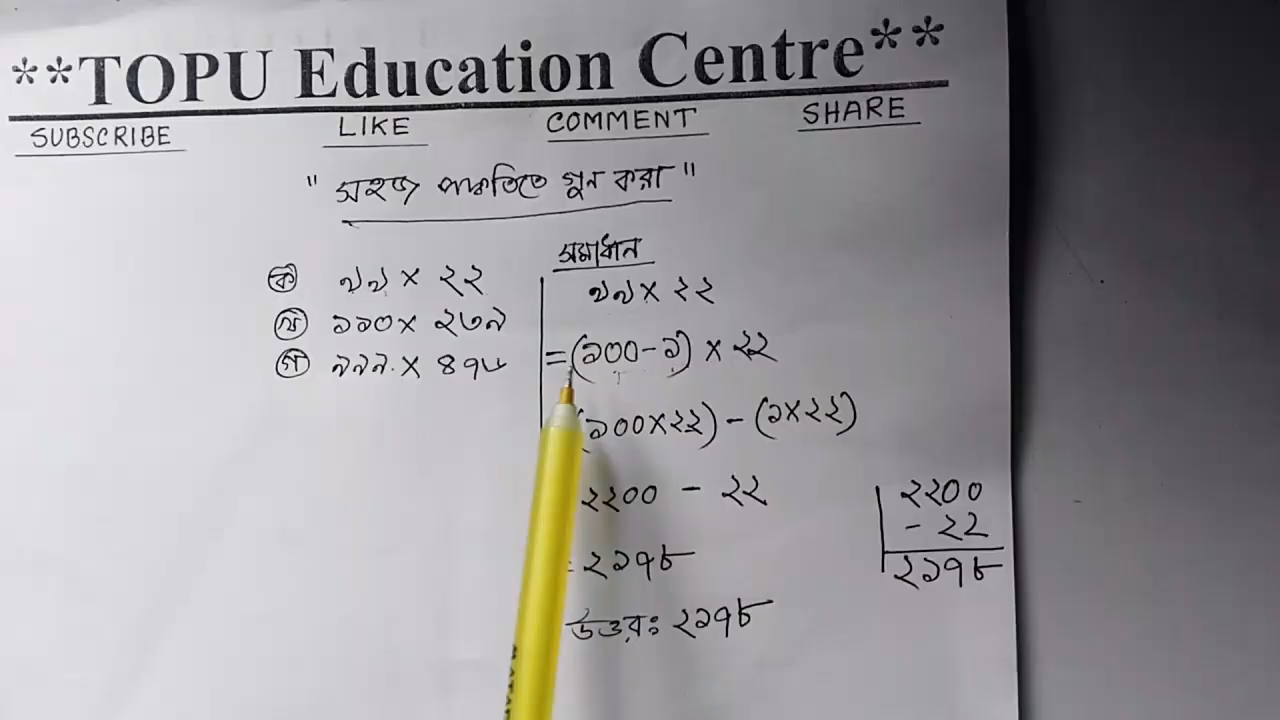 **TOPU Education Centre**
SUBSCRIBE LIKE COMMENT SHARE
"সহজ পদ্ধতিতে গুন করা"
ক ৯৯ × ২২
খ ১১০ × ২৩৯
গ ৯৯৯ × ৪৭৮
সমাধান
৯৯ × ২২
= (১০০ - ১) × ২২
(১০০×২২) - (১×২২)
২২০০ - ২২
= ২১৭৮
উত্তরঃ ২১৭৮
২২০০
- ২২
২১৭৮